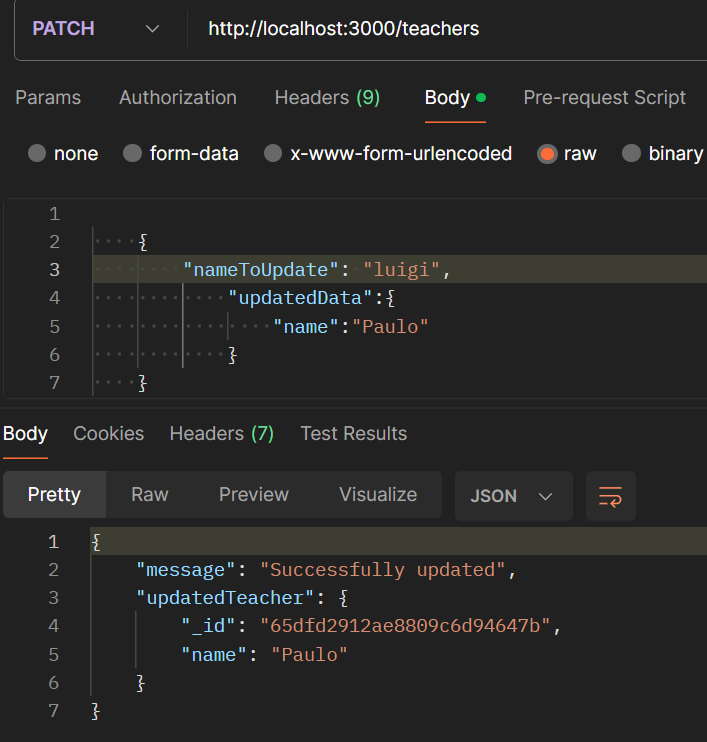 PATCH http://localhost:3000/teachers
Params Authorization Headers (9) Body Pre-request Script
none form-data x-www-form-urlencoded raw binary
1
2 {
3 "nameToUpdate": "luigi",
4 "updatedData":{
5 "name":"Paulo"
6 }
7 }
Body Cookies Headers (7) Test Results
Pretty Raw Preview Visualize JSON
1 {
2 "message": "Successfully updated",
3 "updatedTeacher": {
4 "_id": "65dfd2912ae8809c6d94647b",
5 "name": "Paulo"
6 }
7 }